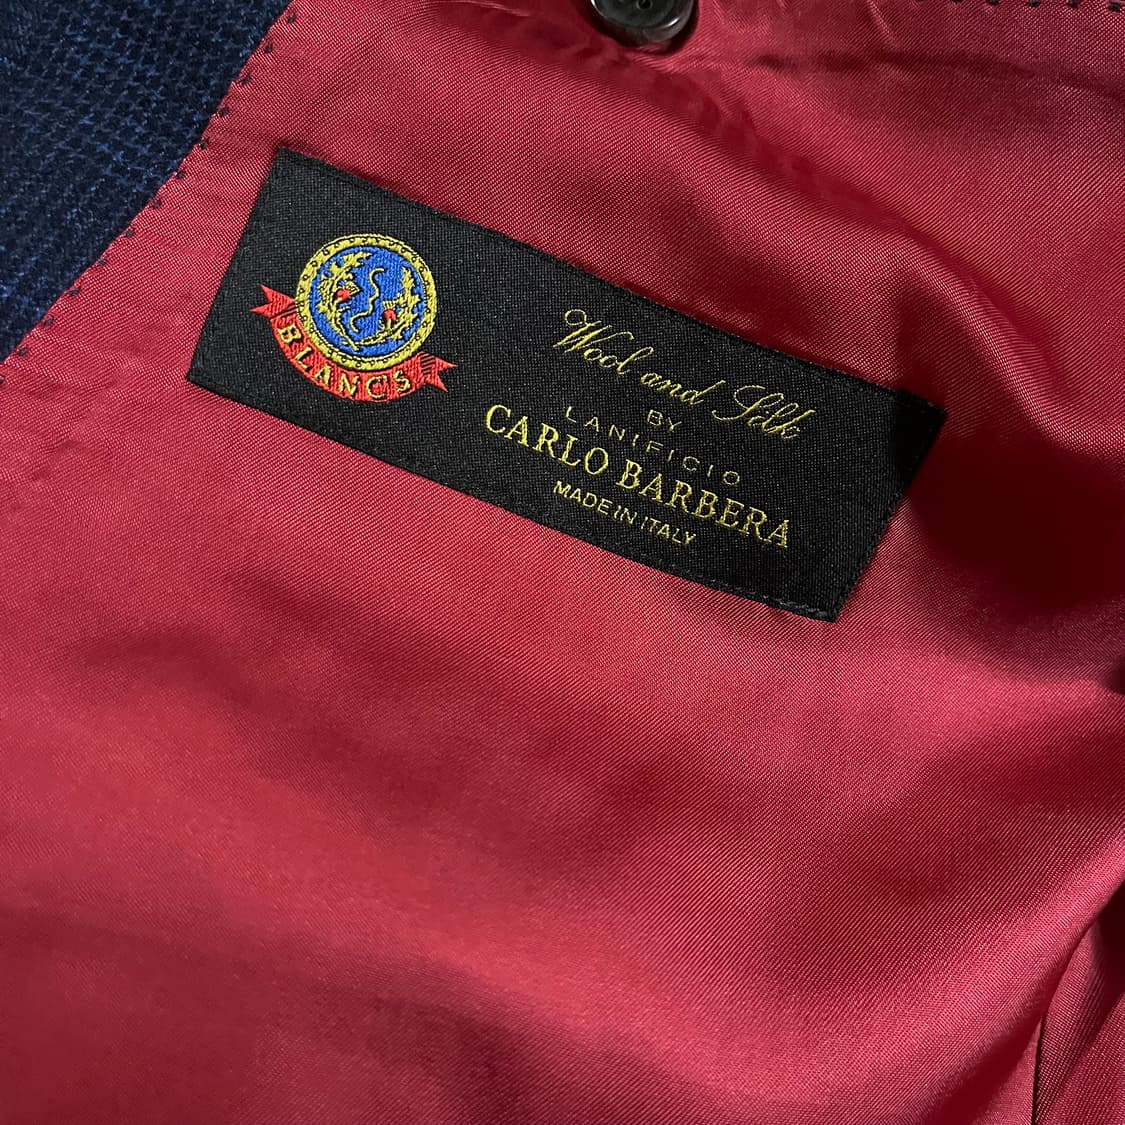 BLANCS
Wool and Silk
BY
LANIFICIO
CARLO BARBERA
MADE IN ITALY